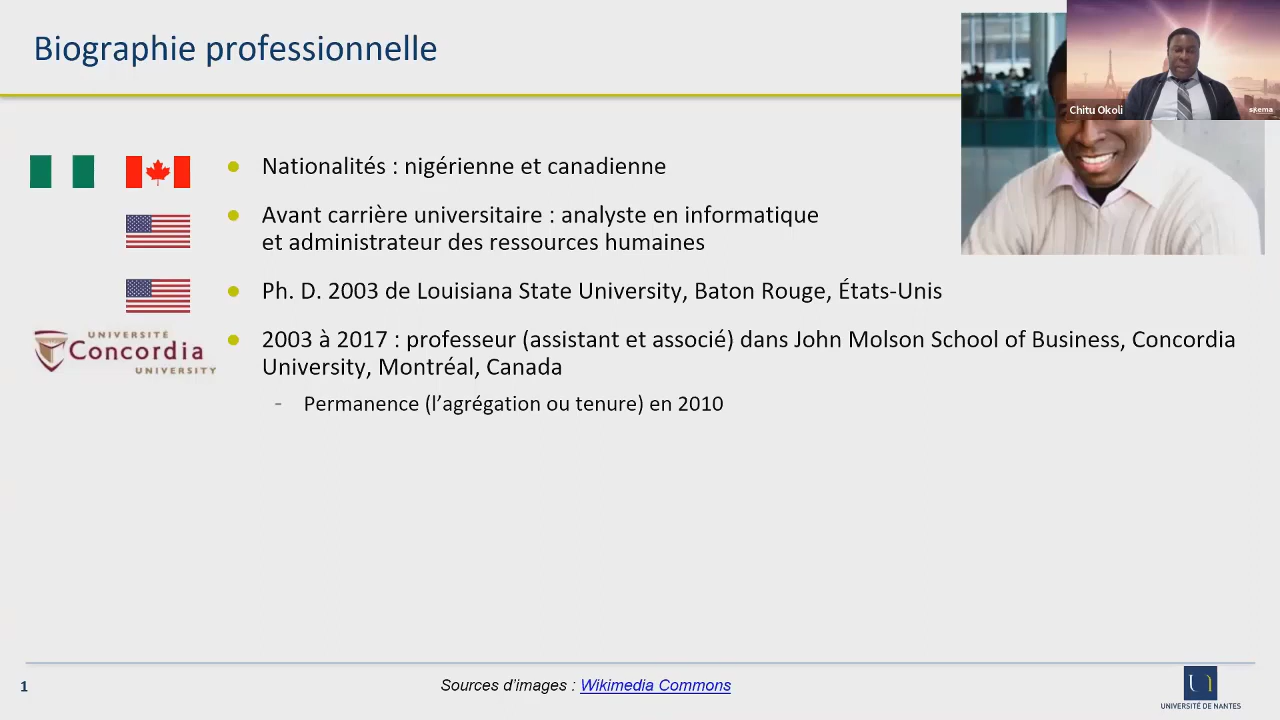 Biographie professionnelle
Chitu Okoli
skema
Nationalités : nigérienne et canadienne
Avant carrière universitaire : analyste en informatique
et administrateur des ressources humaines
Ph. D. 2003 de Louisiana State University, Baton Rouge, États-Unis
UNIVERSITÉ
Concordia
UNIVERSITY
2003 à 2017 : professeur (assistant et associé) dans John Molson School of Business, Concordia
University, Montréal, Canada
- Permanence (l’agrégation ou tenure) en 2010
1
Sources d’images : Wikimedia Commons
UNIVERSITÉ DE NANTES